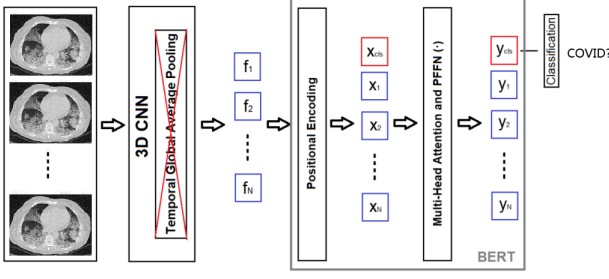 3D CNN
Temporal Global Average Pooling
f1
f2
fN
Positional Encoding
xcls
x1
x2
xN
Multi-Head Attention and PFFN (·)
ycls
y1
y2
yN
BERT
Classification
COVID?